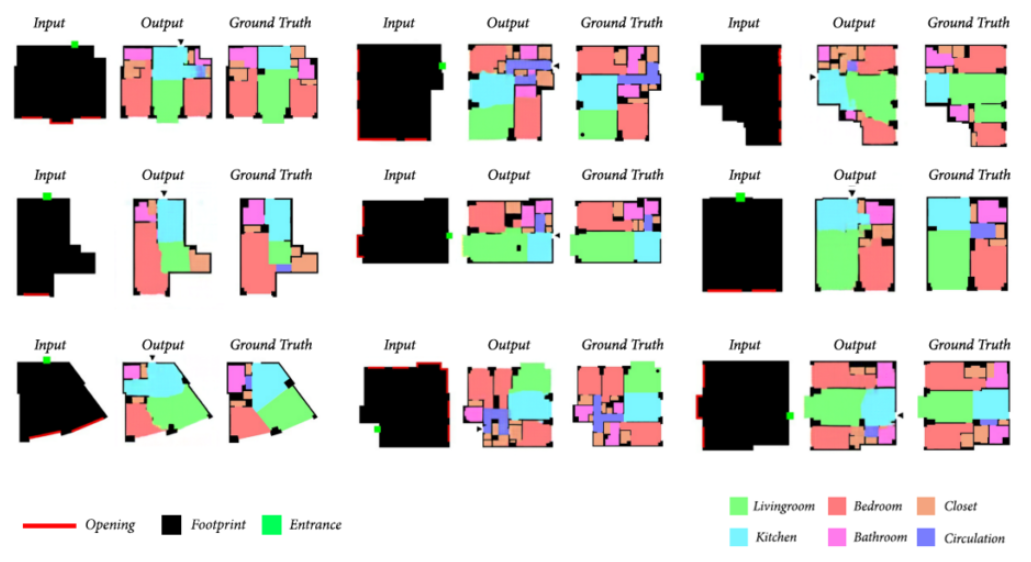 Input Output Ground Truth Input Output Ground Truth Input Output Ground Truth
Input Output Ground Truth Input Output Ground Truth Input Output Ground Truth
Input Output Ground Truth Input Output Ground Truth Input Output Ground Truth
Opening Footprint Entrance
Livingroom Bedroom Closet
Kitchen Bathroom Circulation